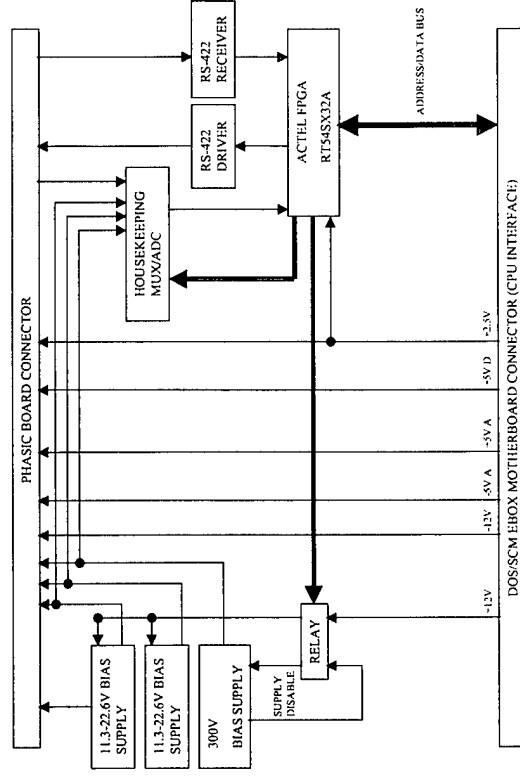 PHASIC BOARD CONNECTOR
RS-422
RECEIVER
RS-422
DRIVER
HOUSEKEEPING
MUX/ADC
ACTEL FPGA
RT54SX32A
ADDRESS/DATA BUS
11.3-22.6V BIAS
SUPPLY
11.3-22.6V BIAS
SUPPLY
300V
BIAS SUPPLY
SUPPLY
DISABLE
RELAY
12V
12V
5V A
5V A
5V D
2.5V
DOS/SCM EBOX MOTHERBOARD CONNECTOR (CPU INTERFACE)